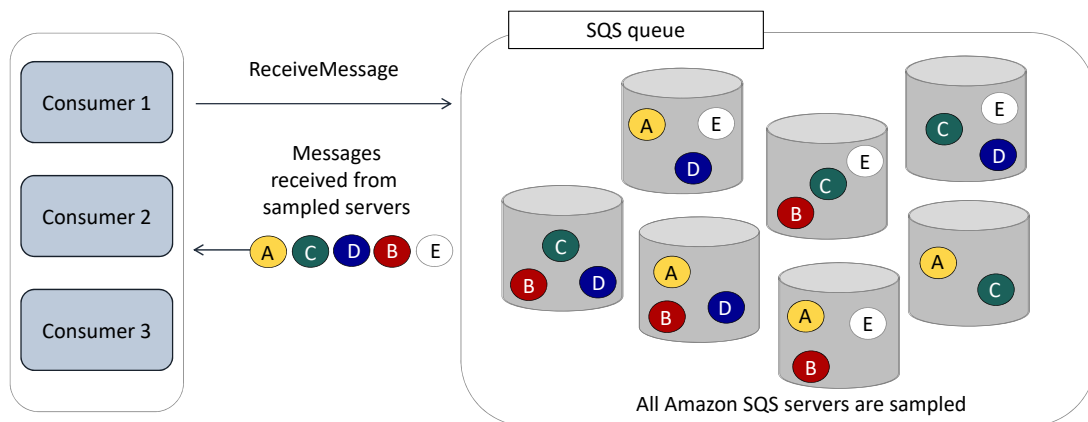 SQS queue
Consumer 1
Consumer 2
Consumer 3
ReceiveMessage
Messages
received from
sampled servers
A C D B E
A E
D
C E
B
E
C D
C
B D
A
B D
A E
B
A
C
All Amazon SQS servers are sampled